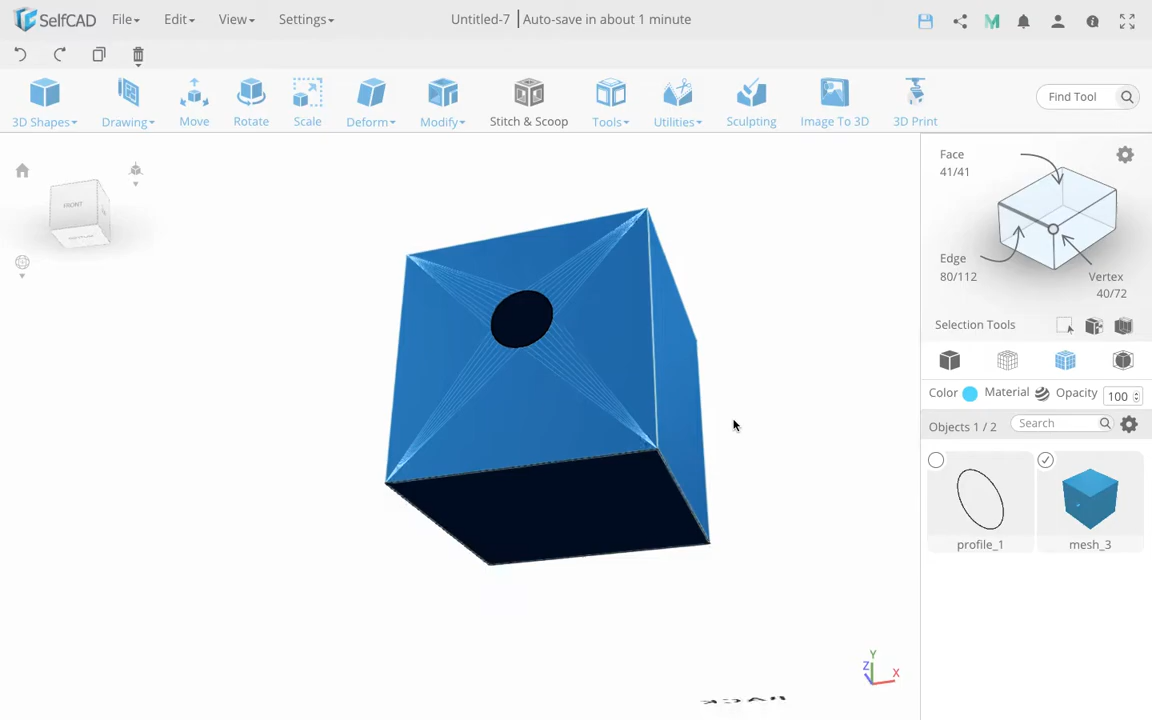 SelfCAD File Edit View Settings Untitled-7 Auto-save in about 1 minute
3D Shapes Drawing Move Rotate Scale Deform Modify Stitch & Scoop Tools Utilities Sculpting Image To 3D 3D Print Find Tool
FRONT
Face
41/41
Edge
80/112
Vertex
40/72
Selection Tools
Color Material Opacity 100
Objects 1 / 2 Search
profile_1 mesh_3
Y
Z X
BACK